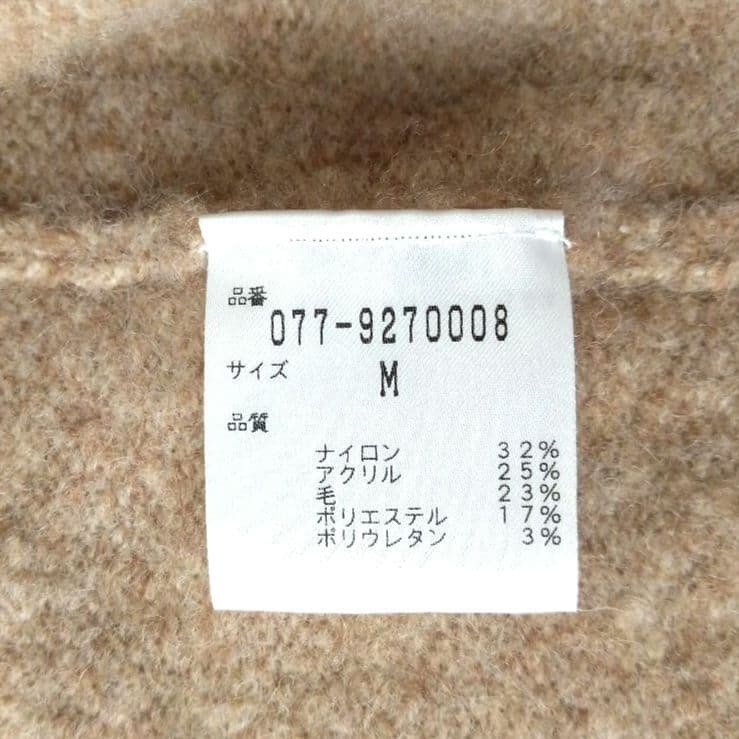 品番
077-9270008
サイズ M
品質
ナイロン 32%
アクリル 25%
毛 23%
ポリエステル 17%
ポリウレタン 3%